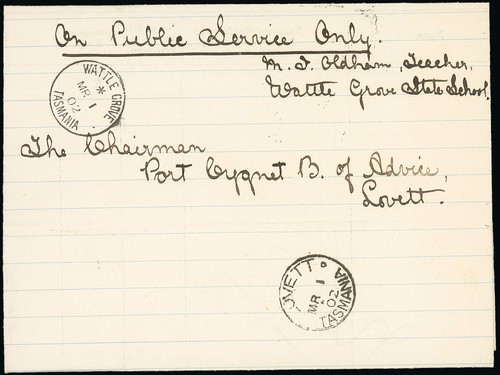 On Public Service Only.
M. J. Oldham, Teacher,
Wattle Grove State School.
WATTLE GROVE
*
MR 1
02
TASMANIA
The Chairman
Port Cygnet B. of Advice,
Lovett.
LOVETT
MR 1
02
TASMANIA